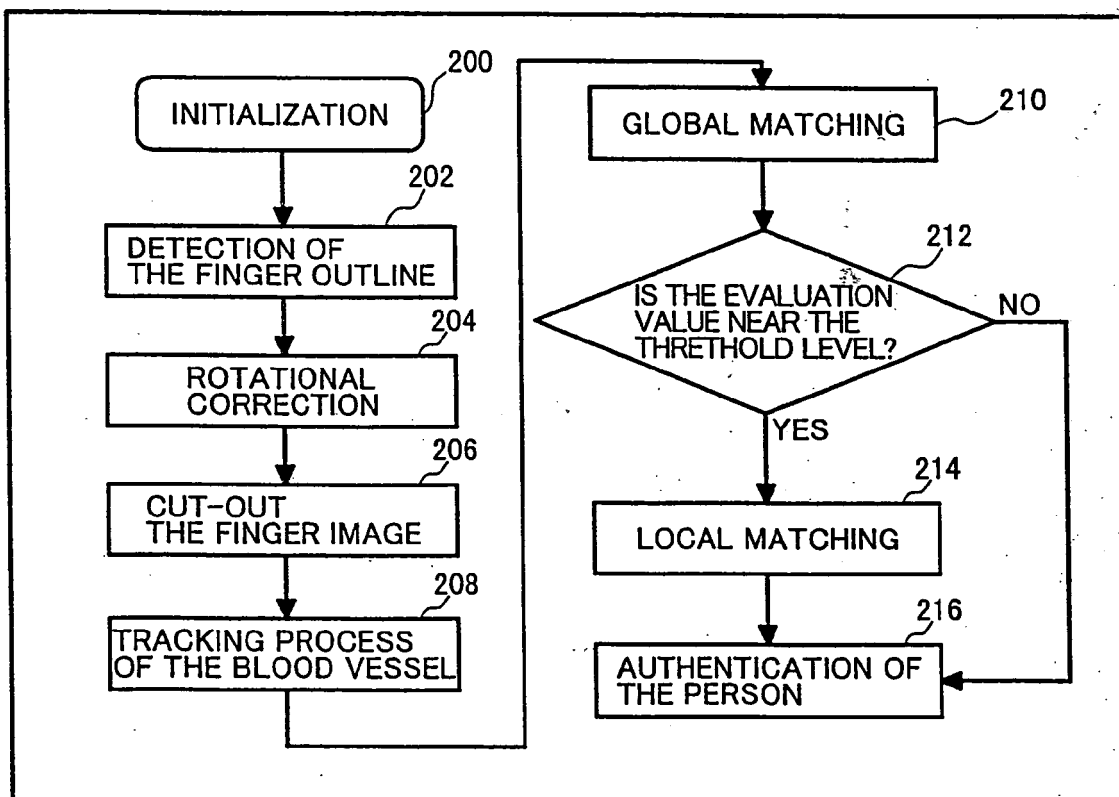 200
INITIALIZATION
202
DETECTION OF
THE FINGER OUTLINE
204
ROTATIONAL
CORRECTION
206
CUT-OUT
THE FINGER IMAGE
208
TRACKING PROCESS
OF THE BLOOD VESSEL
210
GLOBAL MATCHING
212
IS THE EVALUATION
VALUE NEAR THE
THRETHOLD LEVEL?
NO
YES
214
LOCAL MATCHING
216
AUTHENTICATION OF
THE PERSON